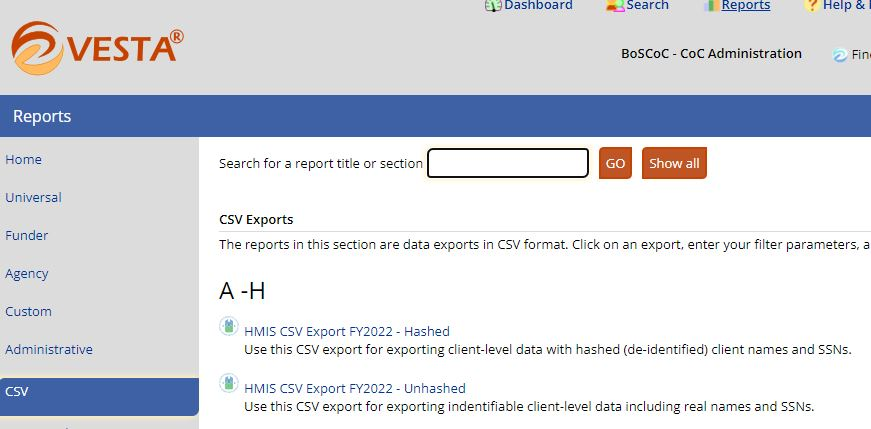 Dashboard Search Reports Help &
VESTA®
BoSCoC - CoC Administration
Reports
Home
Universal
Funder
Agency
Custom
Administrative
CSV
Search for a report title or section GO Show all
CSV Exports
The reports in this section are data exports in CSV format. Click on an export, enter your filter parameters, a
A -H
HMIS CSV Export FY2022 - Hashed
Use this CSV export for exporting client-level data with hashed (de-identified) client names and SSNs.
HMIS CSV Export FY2022 - Unhashed
Use this CSV export for exporting indentifiable client-level data including real names and SSNs.